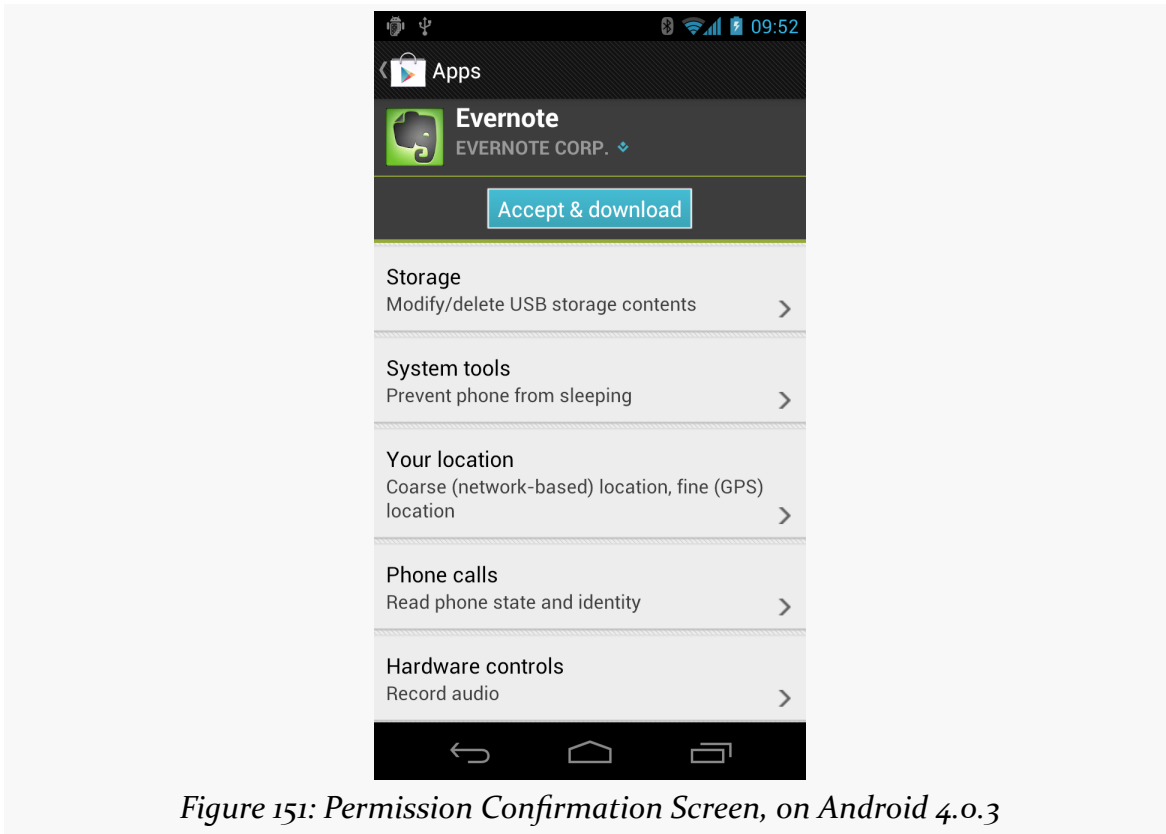 09:52
Apps
Evernote
EVERNOTE CORP.
Accept & download
Storage
Modify/delete USB storage contents
System tools
Prevent phone from sleeping
Your location
Coarse (network-based) location, fine (GPS)
location
Phone calls
Read phone state and identity
Hardware controls
Record audio
Figure 151: Permission Confirmation Screen, on Android 4.0.3